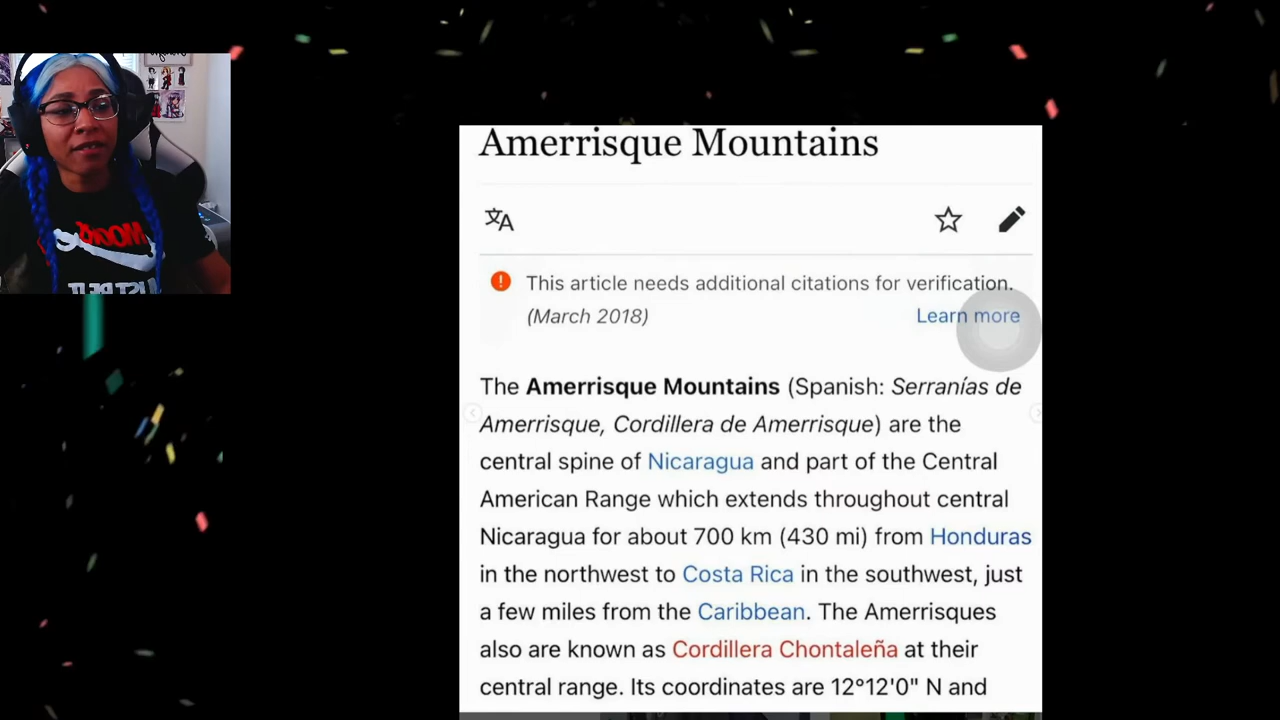 Amerrisque Mountains
This article needs additional citations for verification.
(March 2018) Learn more
The Amerrisque Mountains (Spanish: Serranías de
Amerrisque, Cordillera de Amerrisque) are the
central spine of Nicaragua and part of the Central
American Range which extends throughout central
Nicaragua for about 700 km (430 mi) from Honduras
in the northwest to Costa Rica in the southwest, just
a few miles from the Caribbean. The Amerrisques
also are known as Cordillera Chontaleña at their
central range. Its coordinates are 12°12'0" N and